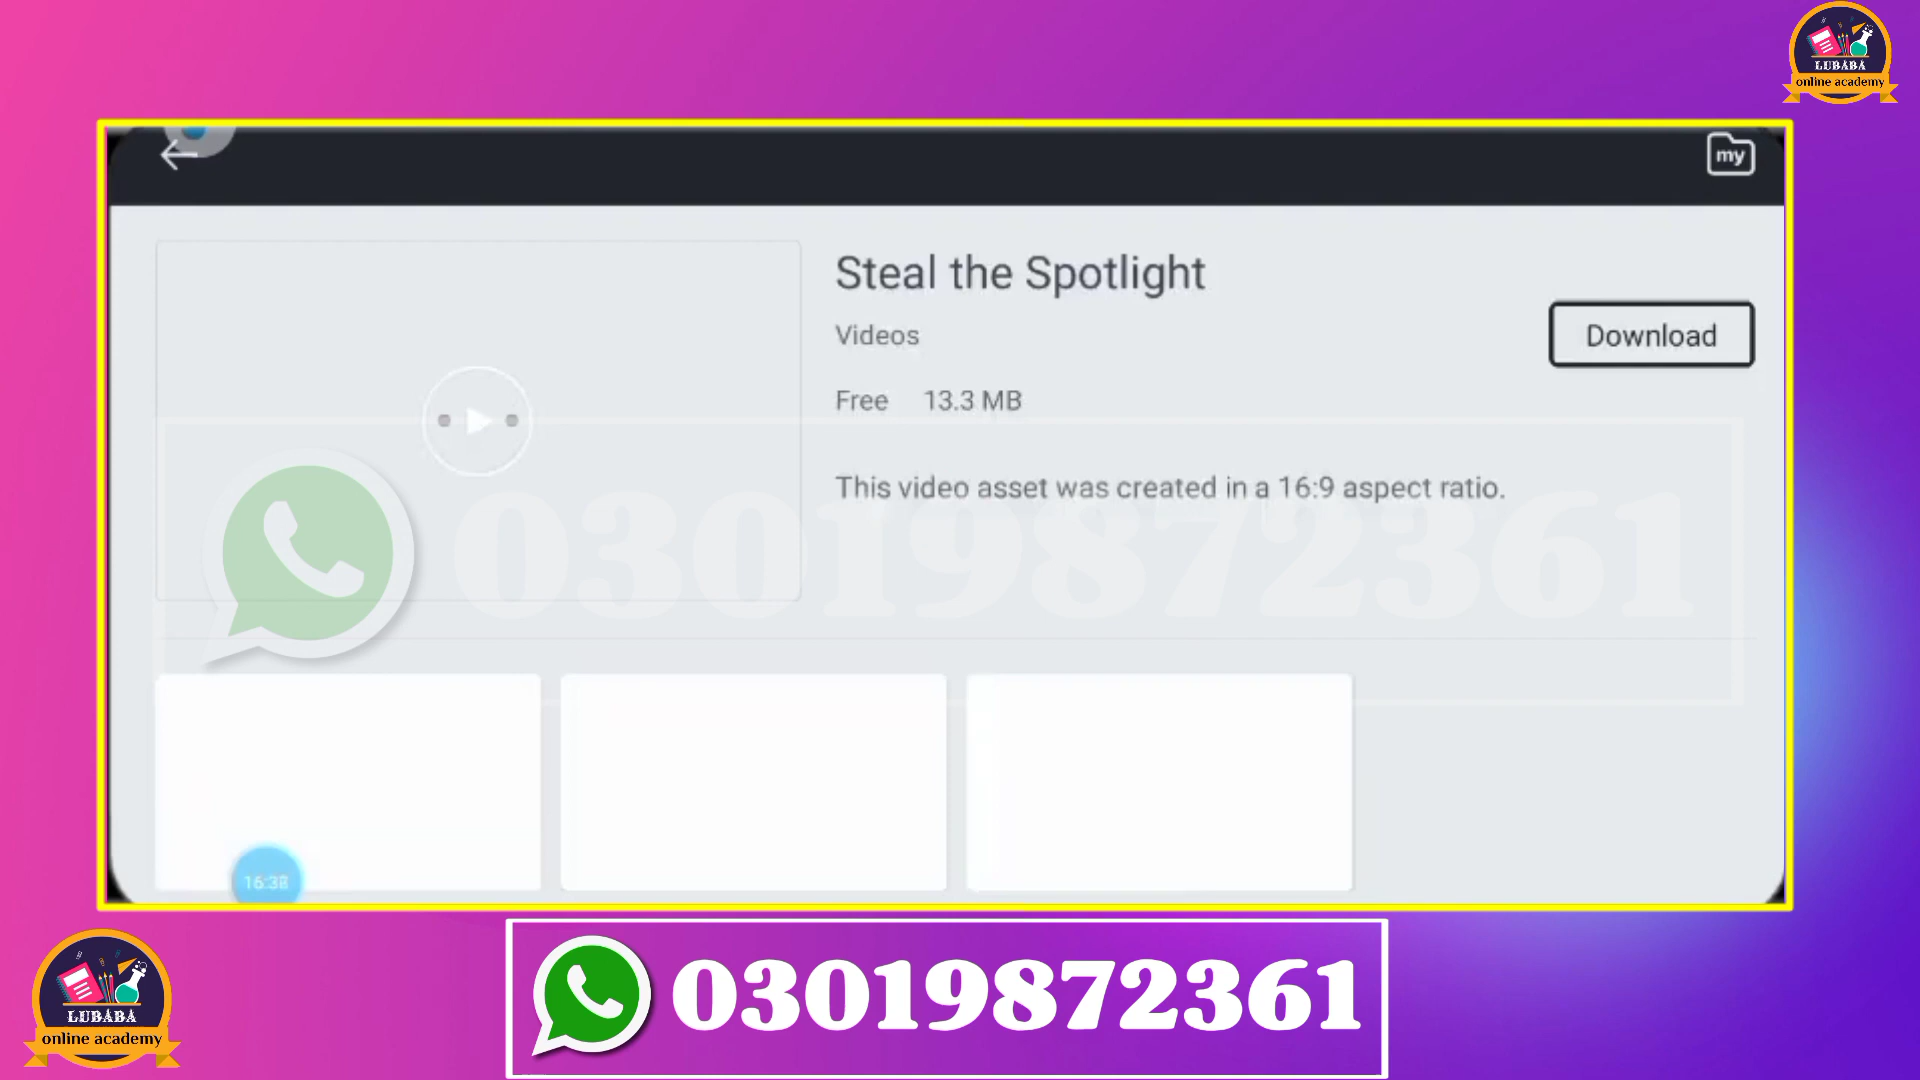 LUBABA
online academy
my
Steal the Spotlight
Videos
Download
Free 13.3 MB
This video asset was created in a 16:9 aspect ratio.
03019872361
16:38
LUBABA
online academy
03019872361